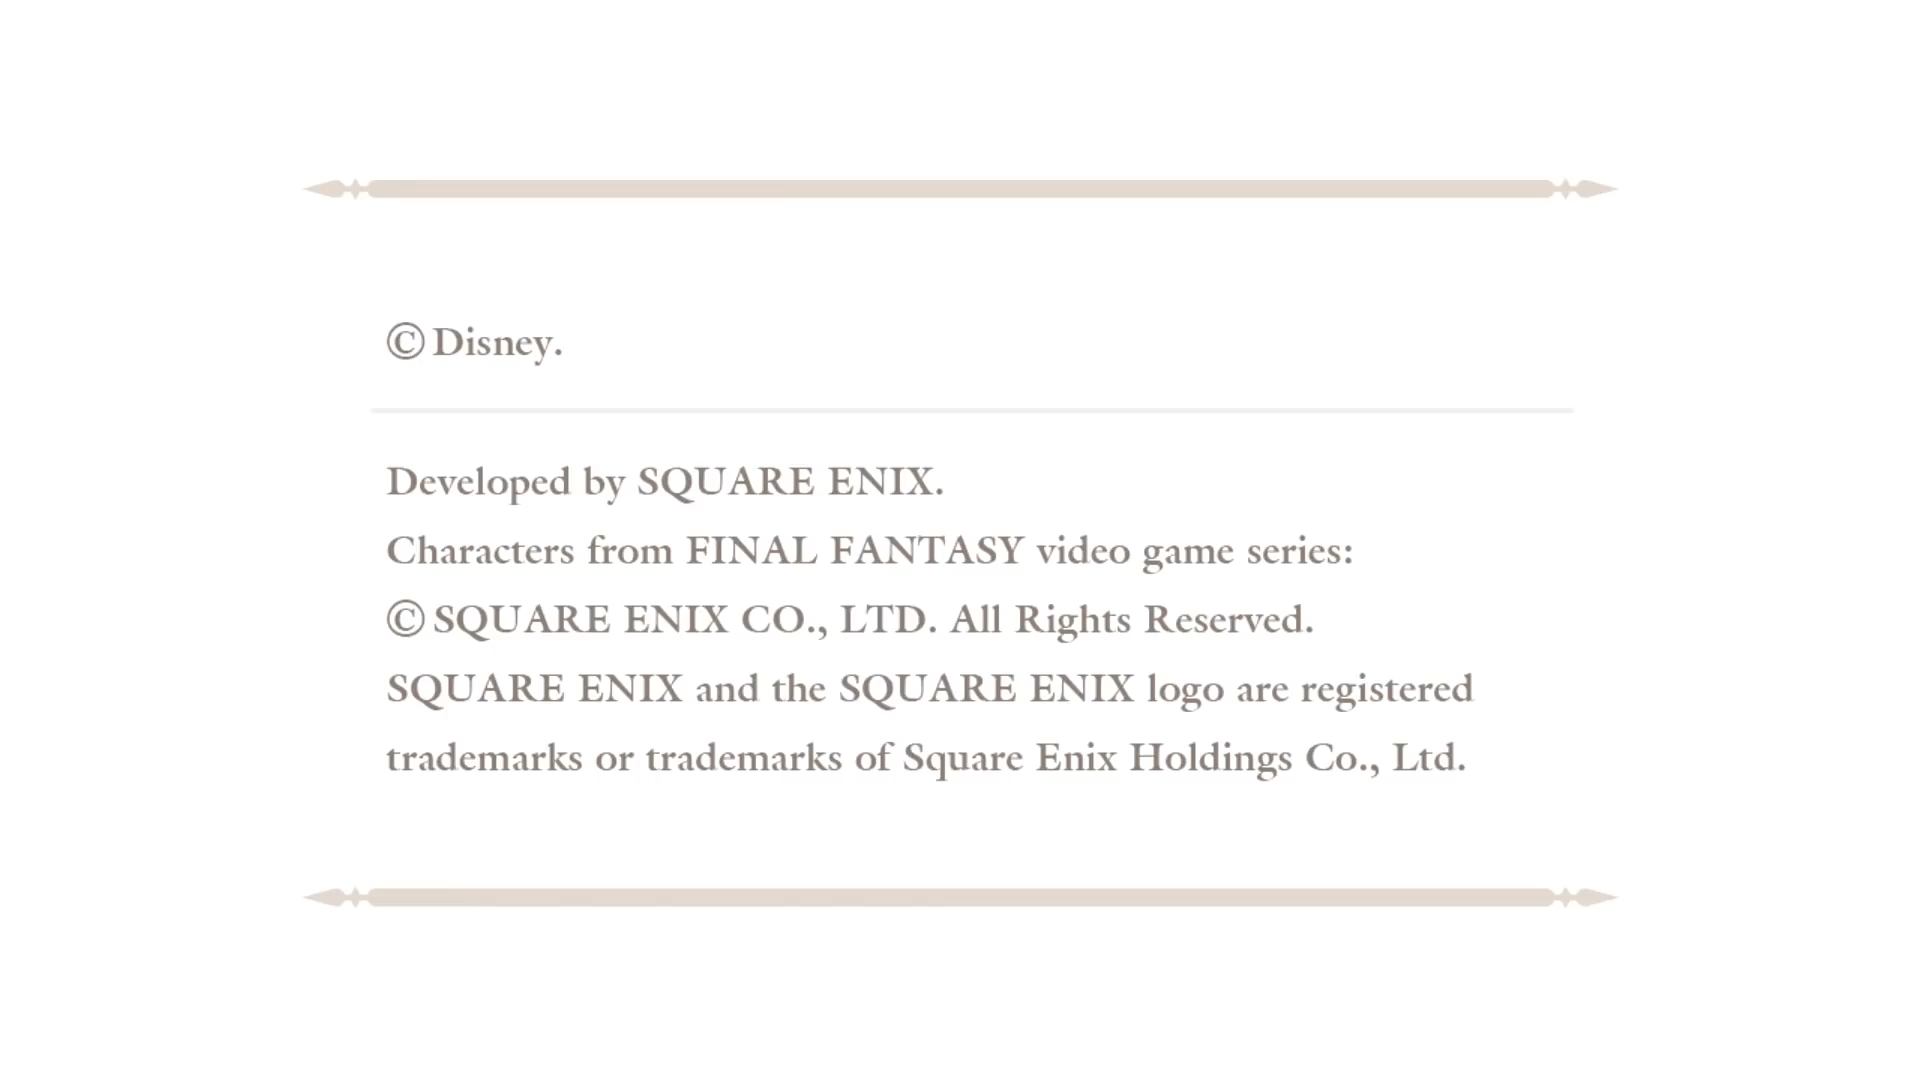 © Disney.
Developed by SQUARE ENIX.
Characters from FINAL FANTASY video game series:
© SQUARE ENIX CO., LTD. All Rights Reserved.
SQUARE ENIX and the SQUARE ENIX logo are registered
trademarks or trademarks of Square Enix Holdings Co., Ltd.